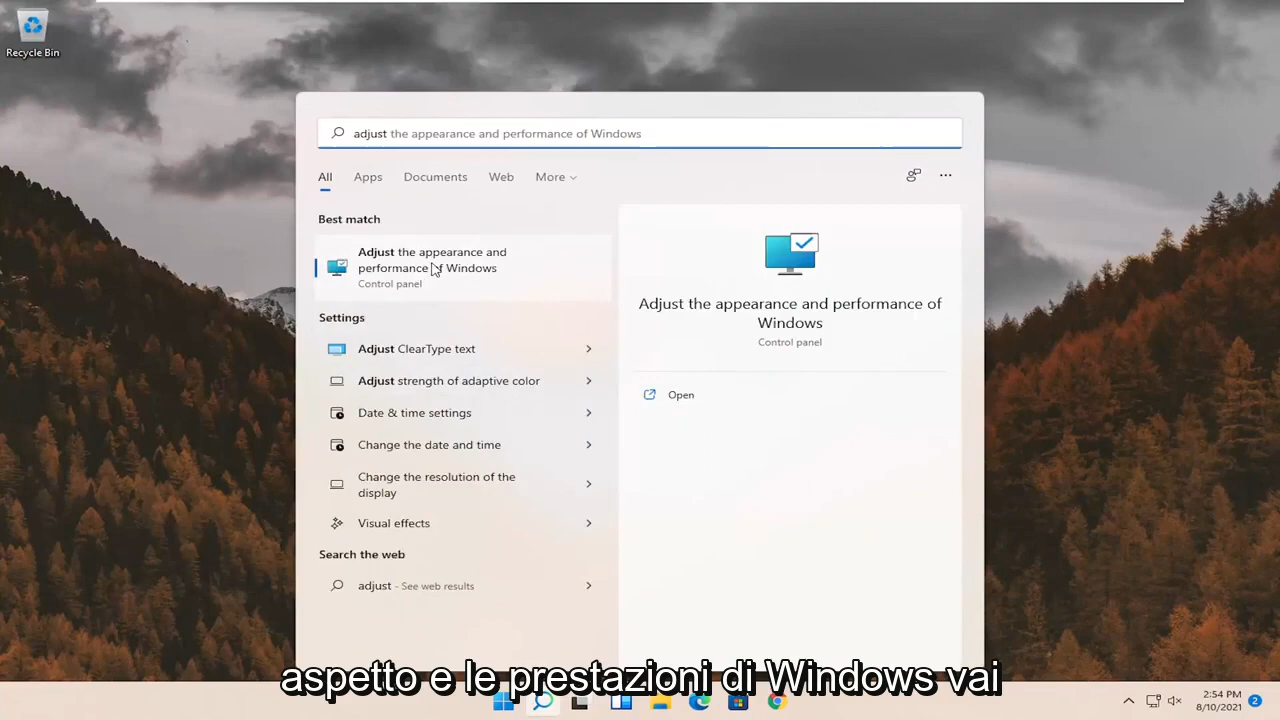 Recycle Bin
adjust the appearance and performance of Windows
All Apps Documents Web More
Best match
Adjust the appearance and
performance of Windows
Control panel
Settings
Adjust ClearType text
Adjust strength of adaptive color
Date & time settings
Change the date and time
Change the resolution of the
display
Visual effects
Search the web
adjust - See web results
Adjust the appearance and performance of
Windows
Control panel
Open
aspetto e le prestazioni di Windows vai
2:54 PM
8/10/2021
2